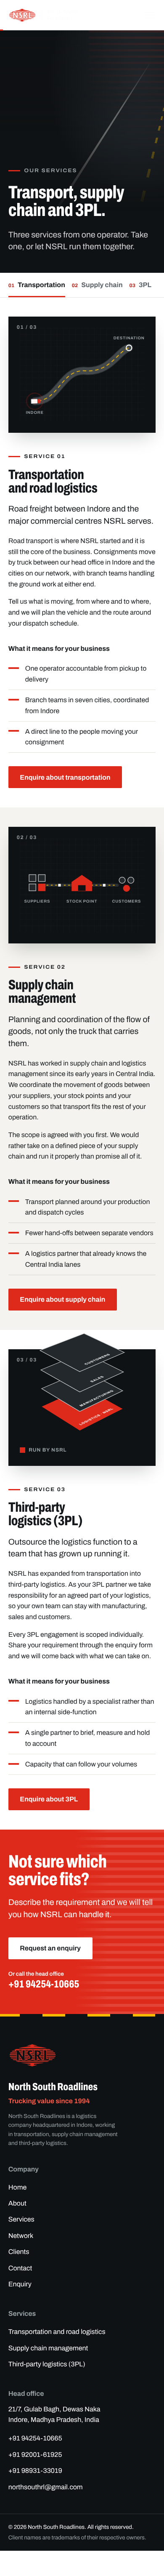 NSRL
OUR SERVICES
Transport, supply
chain and 3PL.
Three services from one operator. Take
one, or let NSRL run them together.
01 Transportation 02 Supply chain 03 3PL
01 / 03
DESTINATION
INDORE
SERVICE 01
Transportation
and road logistics
Road freight between Indore and the
major commercial centres NSRL serves.
Road transport is where NSRL started and it is
still the core of the business. Consignments move
by truck between our head office in Indore and the
cities on our network, with branch teams handling
the ground work at either end.
Tell us what is moving, from where and to where,
and we will plan the vehicle and the route around
your dispatch schedule.
What it means for your business
One operator accountable from pickup to
delivery
Branch teams in seven cities, coordinated
from Indore
A direct line to the people moving your
consignment
Enquire about transportation
02 / 03
SUPPLIERS STOCK POINT CUSTOMERS
SERVICE 02
Supply chain
management
Planning and coordination of the flow of
goods, not only the truck that carries
them.
NSRL has worked in supply chain and logistics
management since its early years in Central India.
We coordinate the movement of goods between
your suppliers, your stock points and your
customers so that transport fits the rest of your
operation.
The scope is agreed with you first. We would
rather take on a defined piece of your supply
chain and run it properly than promise all of it.
What it means for your business
Transport planned around your production
and dispatch cycles
Fewer hand-offs between separate vendors
A logistics partner that already knows the
Central India lanes
Enquire about supply chain
03 / 03
CUSTOMERS
SALES
MANUFACTURING
LOGISTICS · NSRL
RUN BY NSRL
SERVICE 03
Third-party
logistics (3PL)
Outsource the logistics function to a
team that has grown up running it.
NSRL has expanded from transportation into
third-party logistics. As your 3PL partner we take
responsibility for an agreed part of your logistics,
so your own team can stay with manufacturing,
sales and customers.
Every 3PL engagement is scoped individually.
Share your requirement through the enquiry form
and we will come back with what we can take on.
What it means for your business
Logistics handled by a specialist rather than
an internal side-function
A single partner to brief, measure and hold
to account
Capacity that can follow your volumes
Enquire about 3PL
Not sure which
service fits?
Describe the requirement and we will tell
you how NSRL can handle it.
Request an enquiry
Or call the head office
+91 94254-10665
NSRL
North South Roadlines
Trucking value since 1994
North South Roadlines is a logistics
company headquartered in Indore, working
in transportation, supply chain management
and third-party logistics.
Company
Home
About
Services
Network
Clients
Contact
Enquiry
Services
Transportation and road logistics
Supply chain management
Third-party logistics (3PL)
Head office
21/7, Gulab Bagh, Dewas Naka
Indore, Madhya Pradesh, India
+91 94254-10665
+91 92001-61925
+91 98931-33019
northsouthrl@gmail.com
© 2026 North South Roadlines. All rights reserved.
Client names are trademarks of their respective owners.